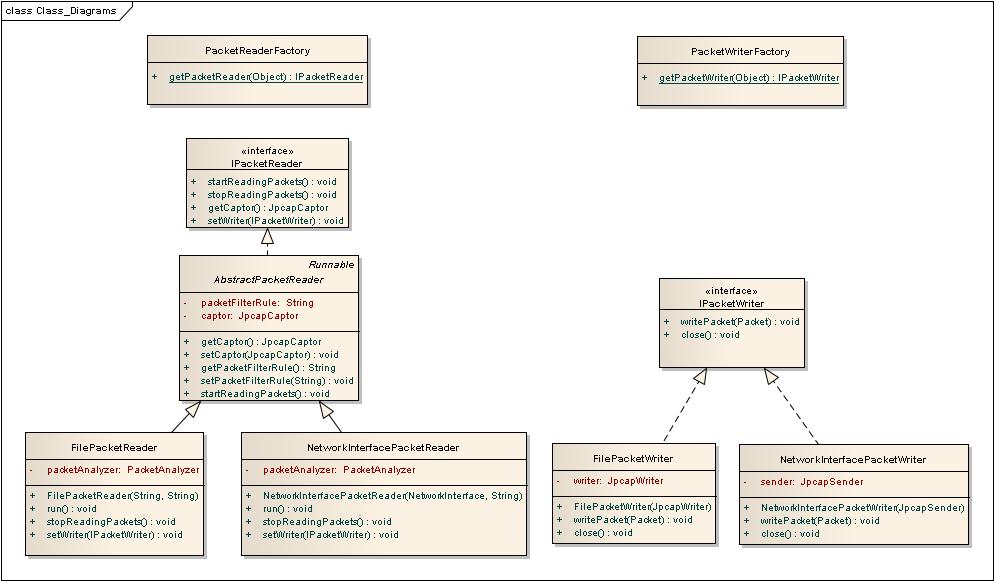 class Class_Diagrams
PacketReaderFactory
+ getPacketReader(Object) : IPacketReader
PacketWriterFactory
+ getPacketWriter(Object) : IPacketWriter
«interface»
IPacketReader
+ startReadingPackets() : void
+ stopReadingPackets() : void
+ getCaptor() : JpcapCaptor
+ setWriter(IPacketWriter) : void
Runnable
AbstractPacketReader
- packetFilterRule: String
- captor: JpcapCaptor
+ getCaptor() : JpcapCaptor
+ setCaptor(JpcapCaptor) : void
+ getPacketFilterRule() : String
+ setPacketFilterRule(String) : void
+ startReadingPackets() : void
«interface»
IPacketWriter
+ writePacket(Packet) : void
+ close() : void
FilePacketReader
- packetAnalyzer: PacketAnalyzer
+ FilePacketReader(String, String)
+ run() : void
+ stopReadingPackets() : void
+ setWriter(IPacketWriter) : void
NetworkInterfacePacketReader
- packetAnalyzer: PacketAnalyzer
+ NetworkInterfacePacketReader(NetworkInterface, String)
+ run() : void
+ stopReadingPackets() : void
+ setWriter(IPacketWriter) : void
FilePacketWriter
- writer: JpcapWriter
+ FilePacketWriter(JpcapWriter)
+ writePacket(Packet) : void
+ close() : void
NetworkInterfacePacketWriter
- sender: JpcapSender
+ NetworkInterfacePacketWriter(JpcapSender)
+ writePacket(Packet) : void
+ close() : void